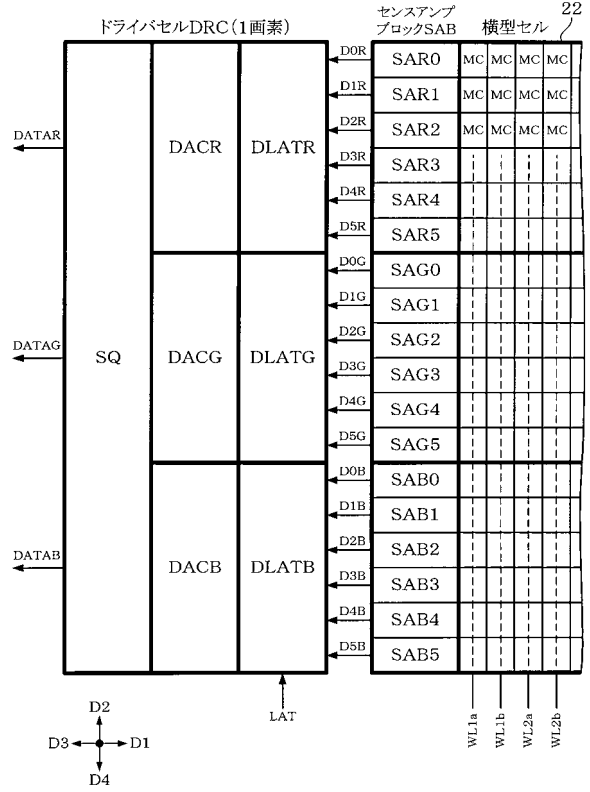 ドライバセルDRC(1画素)
センスアンプ
ブロックSAB
横型セル
22
D0R
SAR0
MC MC MC MC
D1R
SAR1
MC MC MC MC
D2R
SAR2
MC MC MC MC
DATAR
DACR
DLATR
D3R
SAR3
D4R
SAR4
D5R
SAR5
D0G
SAG0
D1G
SAG1
D2G
SAG2
DATAG
SQ
DACG
DLATG
D3G
SAG3
D4G
SAG4
D5G
SAG5
D0B
SAB0
D1B
SAB1
D2B
SAB2
DATAB
DACB
DLATB
D3B
SAB3
D4B
SAB4
D5B
SAB5
LAT
WL1a
WL1b
WL2a
WL2b
D2
D3
D1
D4